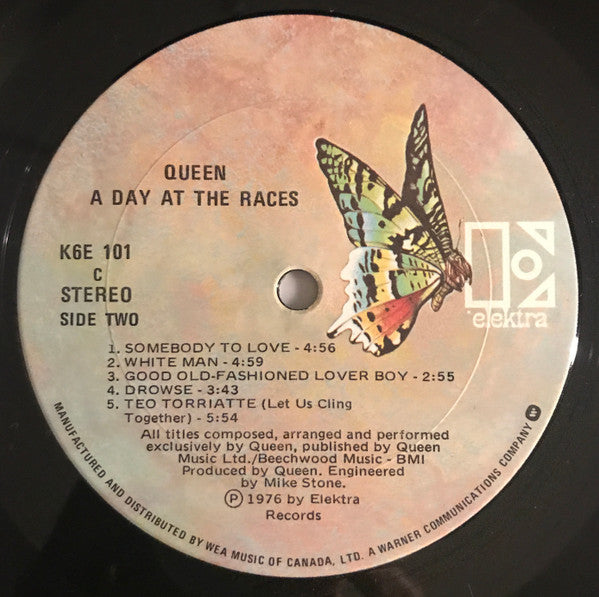 QUEEN
A DAY AT THE RACES
K6E 101
C
STEREO
SIDE TWO
elektra
1. SOMEBODY TO LOVE - 4:56
2. WHITE MAN - 4:59
3. GOOD OLD-FASHIONED LOVER BOY - 2:55
4. DROWSE - 3:43
5. TEO TORRIATTE (Let Us Cling
Together) - 5:54
All titles composed, arranged and performed
exclusively by Queen, published by Queen
Music Ltd./Beechwood Music - BMI
Produced by Queen. Engineered
by Mike Stone.
Ⓟ 1976 by Elektra
Records
MANUFACTURED AND DISTRIBUTED BY WEA MUSIC OF CANADA, LTD. A WARNER COMMUNICATIONS COMPANY